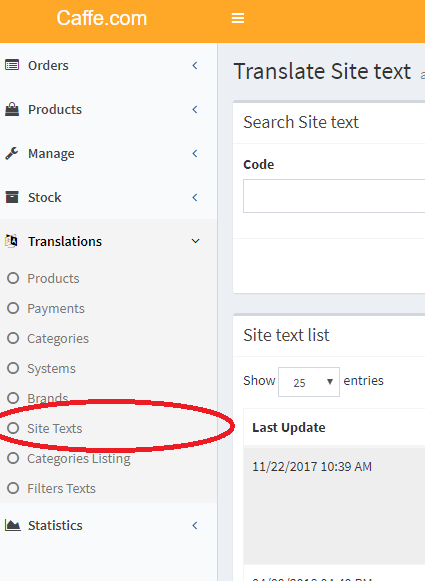 Caffe.com
Orders
Products
Manage
Stock
Translations
Products
Payments
Categories
Systems
Brands
Site Texts
Categories Listing
Filters Texts
Statistics
Translate Site text
Search Site text
Code
Site text list
Show 25 entries
Last Update
11/22/2017 10:39 AM